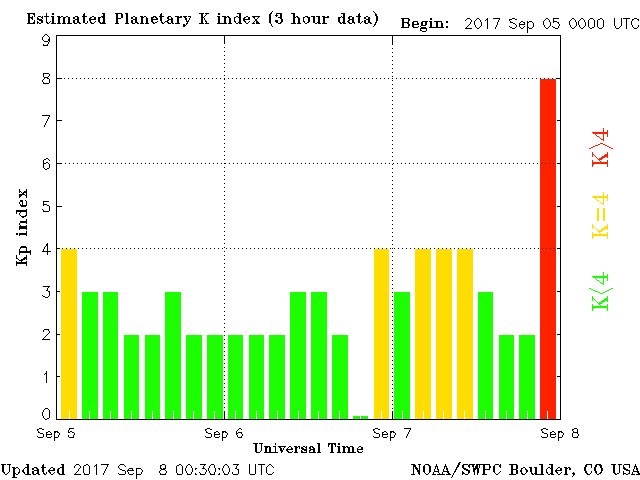 Estimated Planetary K index (3 hour data) Begin: 2017 Sep 05 0000 UTC
9
8
7
6
5
4
3
2
1
0
Kp index
K>4
K=4
K<4
Sep 5 Sep 6 Sep 7 Sep 8
Universal Time
Updated 2017 Sep 8 00:30:03 UTC NOAA/SWPC Boulder, CO USA